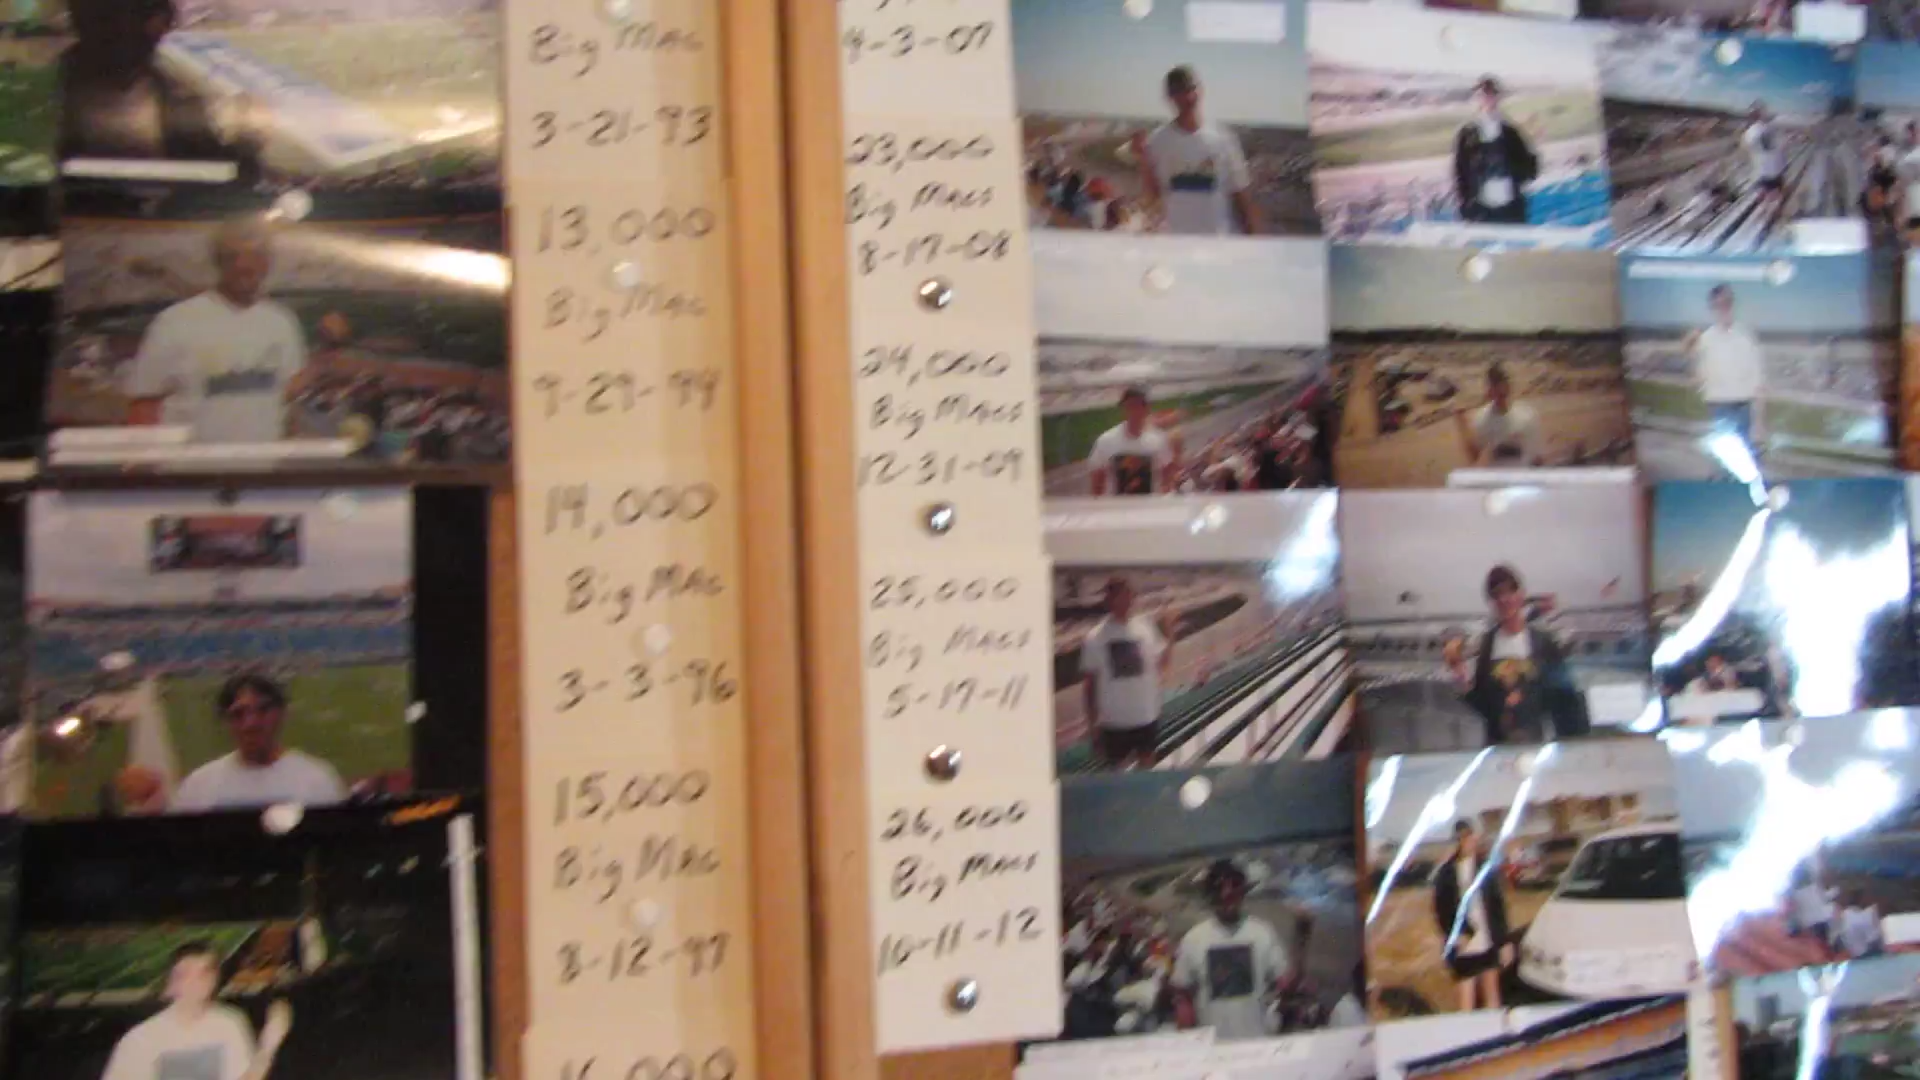 Big Mac
3-21-93
13,000
Big Mac
9-29-94
14,000
Big Mac
3-3-96
15,000
Big Mac
8-12-97
16,000
4-3-07
23,000
Big Macs
8-17-08
24,000
Big Macs
12-31-09
25,000
Big Macs
5-17-11
26,000
Big Macs
10-11-12